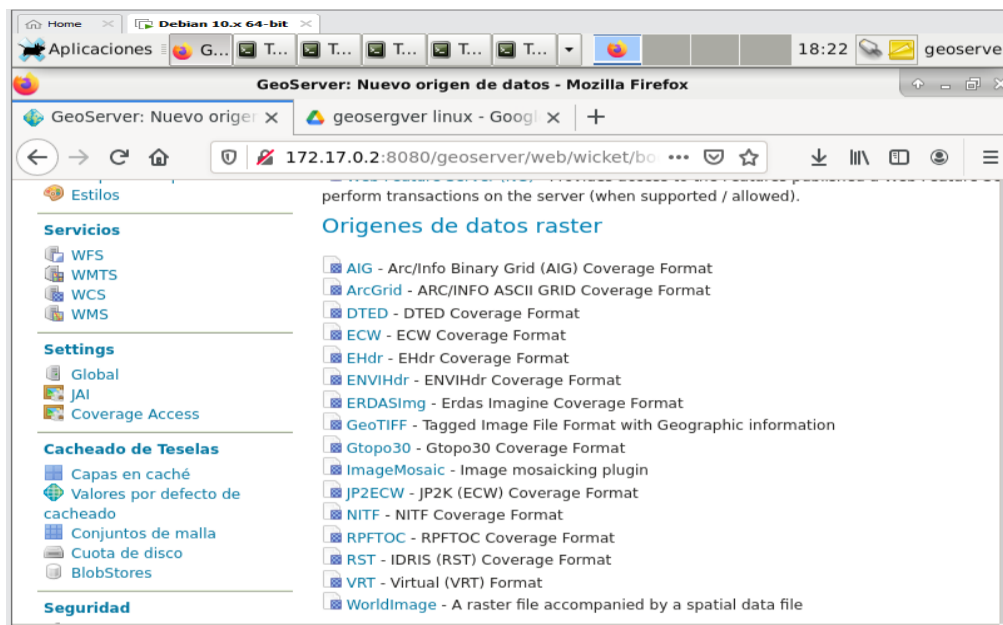 Home
Debian 10.x 64-bit
Aplicaciones
G...
T...
T...
T...
T...
T...
18:22
geoserve
GeoServer: Nuevo origen de datos - Mozilla Firefox
GeoServer: Nuevo origer
geosergver linux - Googl
172.17.0.2:8080/geoserver/web/wicket/bo
Estilos
Servicios
WFS
WMTS
WCS
WMS
Settings
Global
JAI
Coverage Access
Cacheado de Teselas
Capas en caché
Valores por defecto de
cacheado
Conjuntos de malla
Cuota de disco
BlobStores
Seguridad
perform transactions on the server (when supported / allowed).
Origenes de datos raster
AIG - Arc/Info Binary Grid (AIG) Coverage Format
ArcGrid - ARC/INFO ASCII GRID Coverage Format
DTED - DTED Coverage Format
ECW - ECW Coverage Format
EHdr - EHdr Coverage Format
ENVIHdr - ENVIHdr Coverage Format
ERDASImg - Erdas Imagine Coverage Format
GeoTIFF - Tagged Image File Format with Geographic information
Gtopo30 - Gtopo30 Coverage Format
ImageMosaic - Image mosaicking plugin
JP2ECW - JP2K (ECW) Coverage Format
NITF - NITF Coverage Format
RPFTOC - RPFTOC Coverage Format
RST - IDRIS (RST) Coverage Format
VRT - Virtual (VRT) Format
WorldImage - A raster file accompanied by a spatial data file